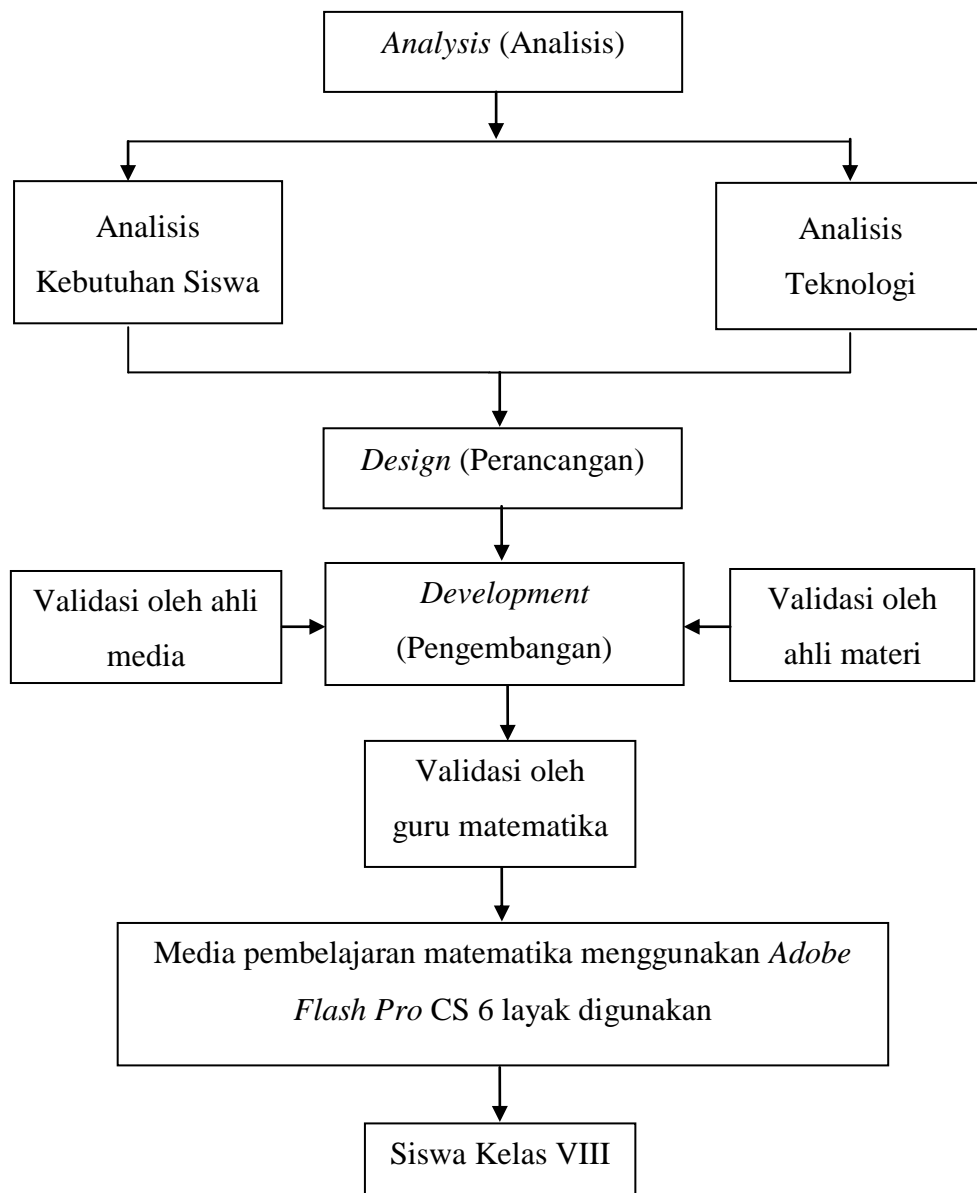 Analysis (Analisis)
Analisis
Kebutuhan Siswa
Analisis
Teknologi
Design (Perancangan)
Validasi oleh ahli
media
Development
(Pengembangan)
Validasi oleh
ahli materi
Validasi oleh
guru matematika
Media pembelajaran matematika menggunakan Adobe
Flash Pro CS 6 layak digunakan
Siswa Kelas VIII